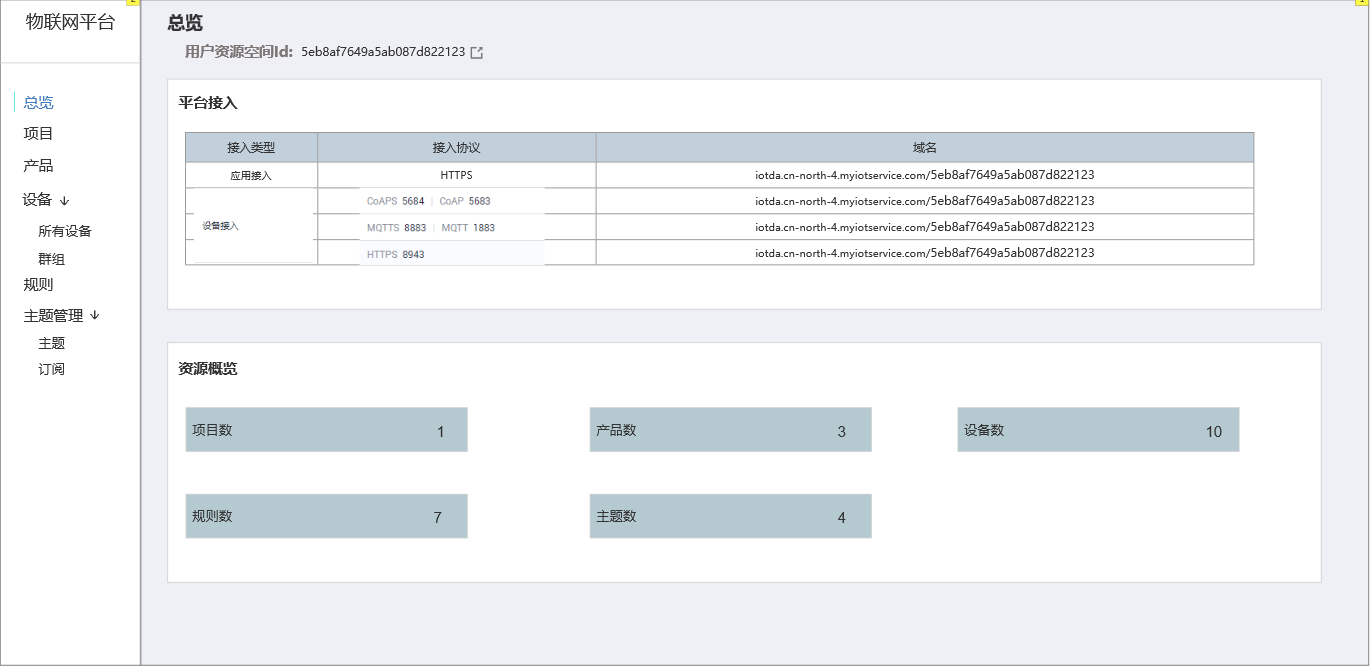 物联网平台
总览
项目
产品
设备 ↓
所有设备
群组
规则
主题管理 ↓
主题
订阅
总览
用户资源空间Id: 5eb8af7649a5ab087d822123
平台接入
接入类型 接入协议 域名
应用接入 HTTPS iotda.cn-north-4.myiotservice.com/5eb8af7649a5ab087d822123
设备接入
CoAPS 5684 | CoAP 5683 iotda.cn-north-4.myiotservice.com/5eb8af7649a5ab087d822123
MQTTS 8883 | MQTT 1883 iotda.cn-north-4.myiotservice.com/5eb8af7649a5ab087d822123
HTTPS 8943 iotda.cn-north-4.myiotservice.com/5eb8af7649a5ab087d822123
资源概览
项目数 1 产品数 3 设备数 10
规则数 7 主题数 4